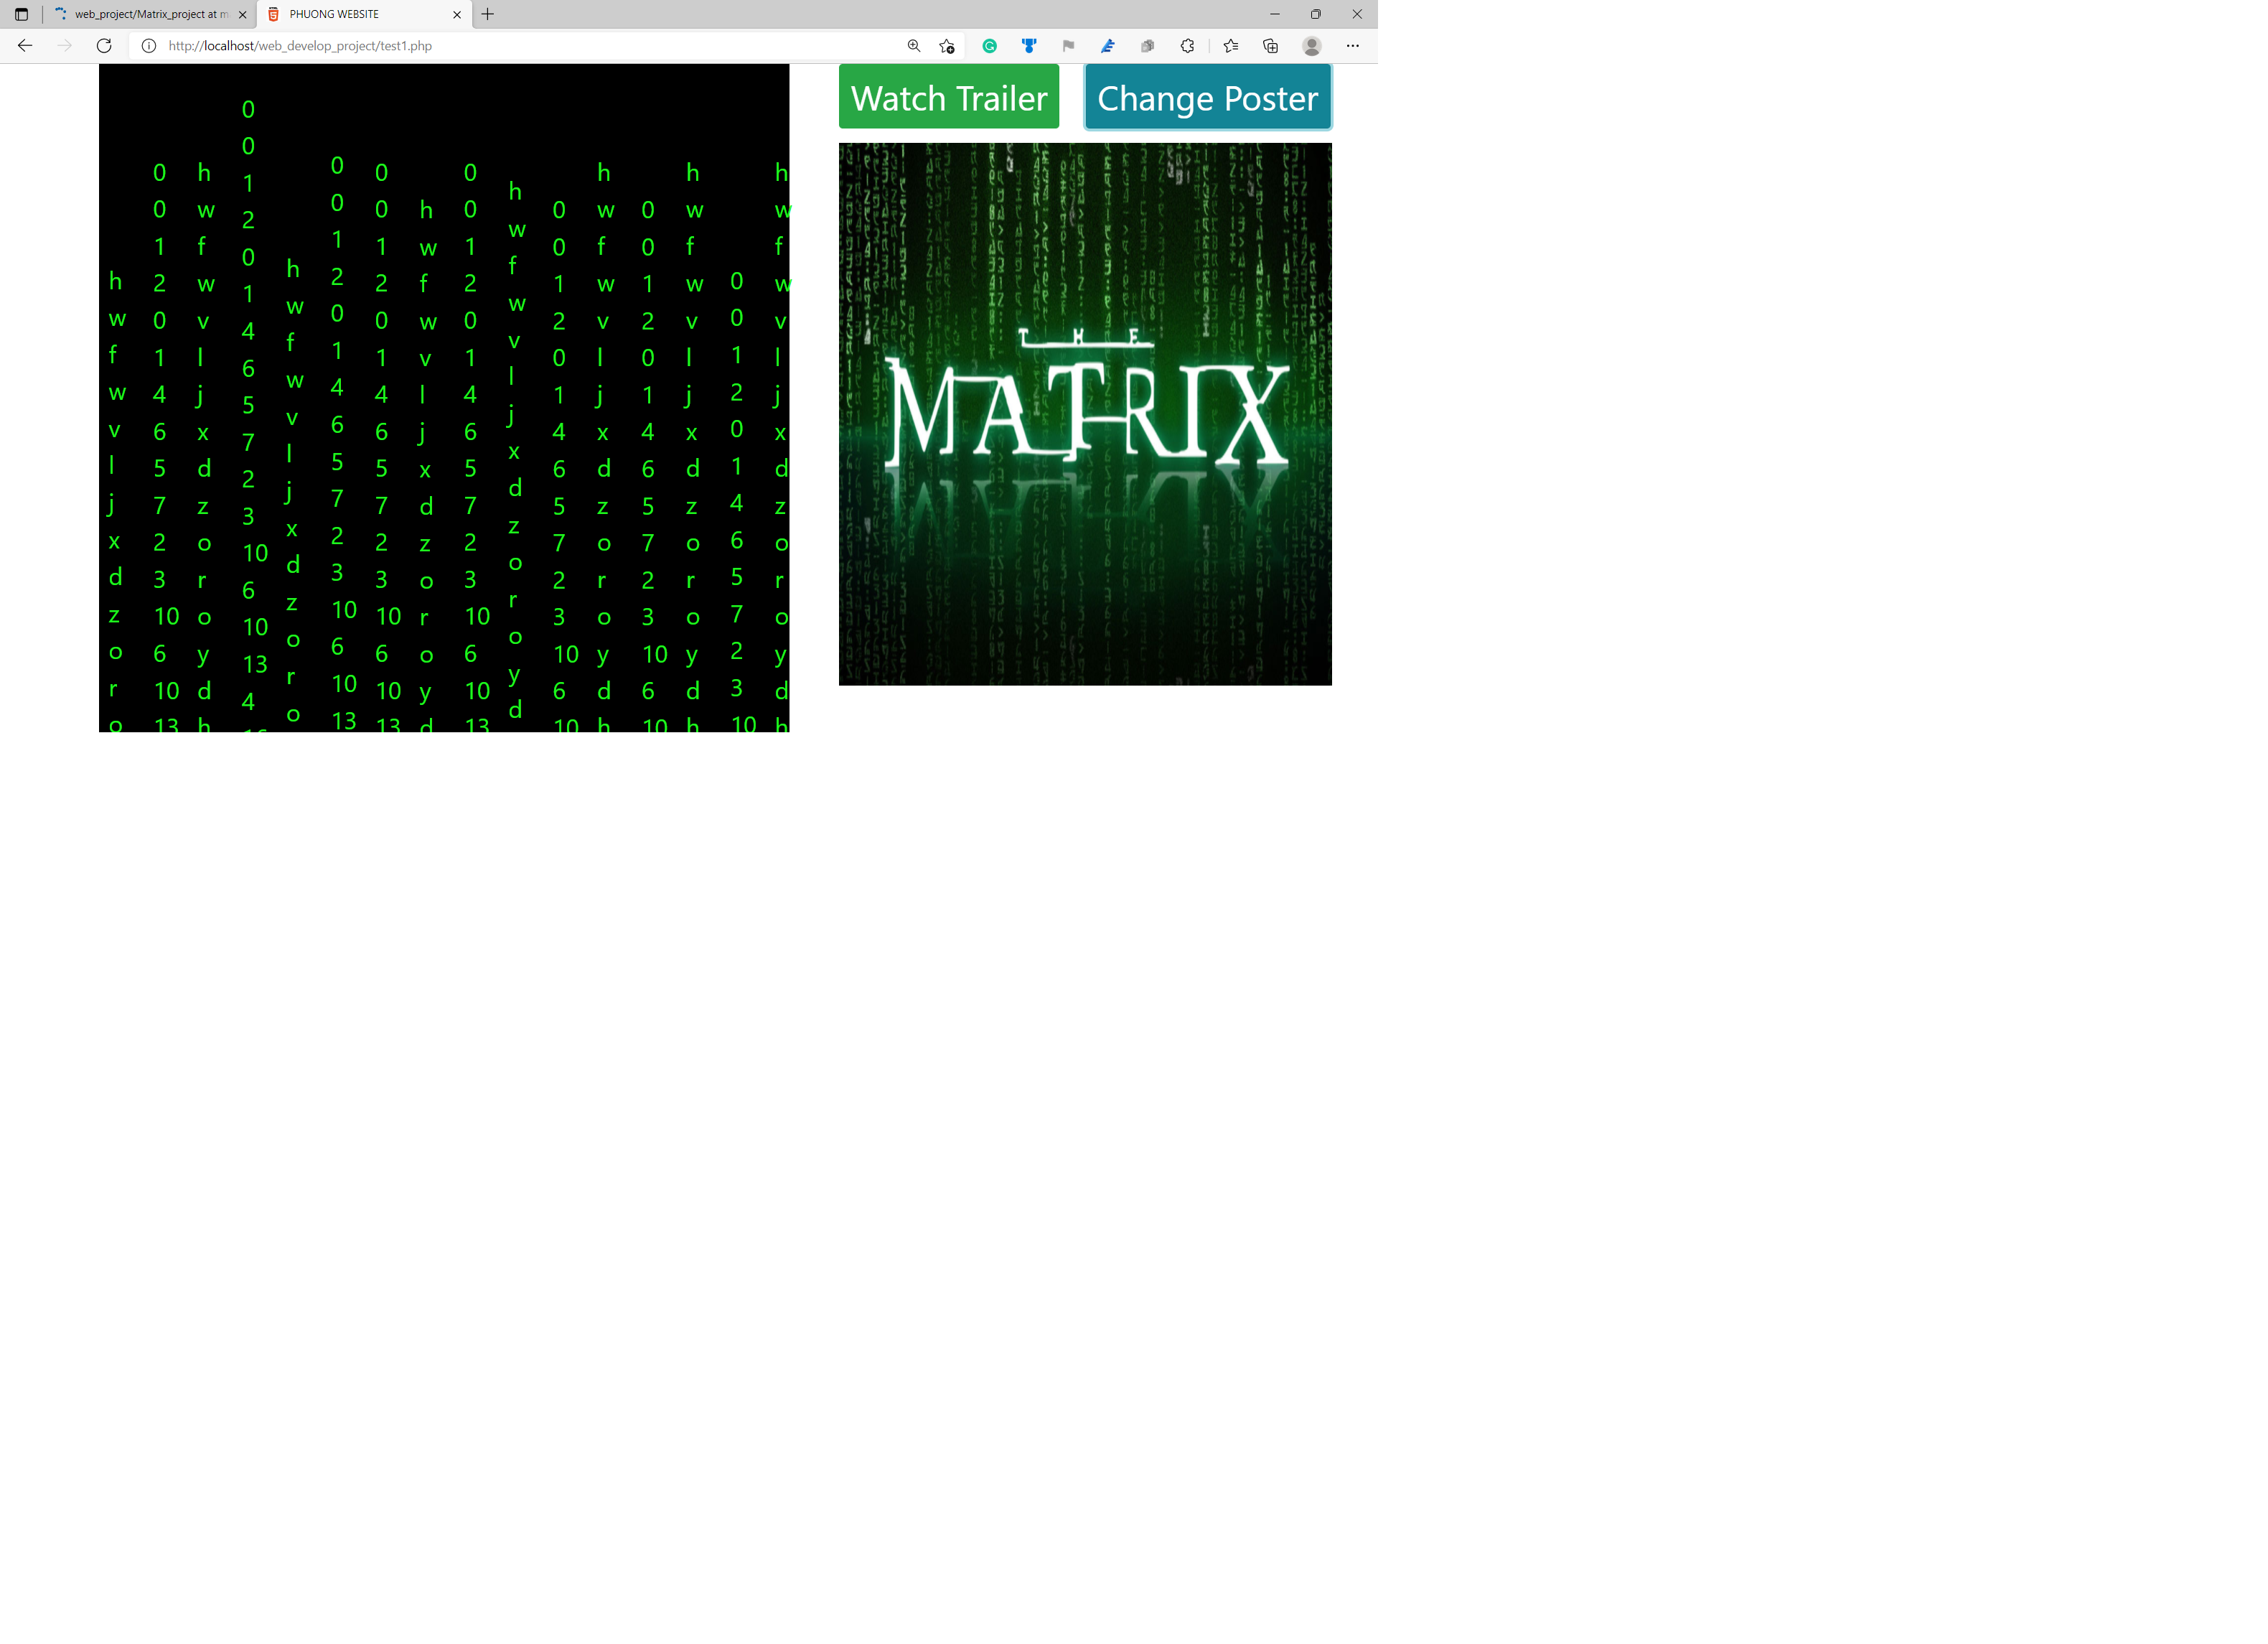 web_project/Matrix_project at m
PHUONG WEBSITE
http://localhost/web_develop_project/test1.php
h w f w v l j x d z o r o
0 0 1 2 0 1 4 6 5 7 2 3 10 6 10 13
h w f w v l j x d z o r o y d h
0 0 1 2 0 1 4 6 5 7 2 3 10 6 10 13 4
h w f w v l j x d z o r o
0 0 1 2 0 1 4 6 5 7 2 3 10 6 10 13
0 0 1 2 0 1 4 6 5 7 2 3 10 6 10 13
h w f w v l j x d z o r o y d
0 0 1 2 0 1 4 6 5 7 2 3 10 6 10 13
h w f w v l j x d z o r o y d
0 0 1 2 0 1 4 6 5 7 2 3 10 6 10
h w f w v l j x d z o r o y d h
0 0 1 2 0 1 4 6 5 7 2 3 10 6 10
h w f w v l j x d z o r o y d h
0 0 1 2 0 1 4 6 5 7 2 3 10
h w f w v l j x d z o r o y d h
Watch Trailer
Change Poster
THE
MATRIX